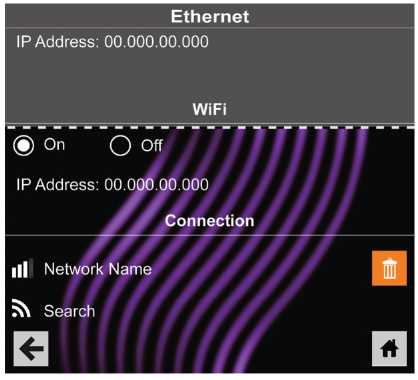 Ethernet
IP Address: 00.000.00.000
WiFi
On Off
IP Address: 00.000.00.000
Connection
Network Name
Search